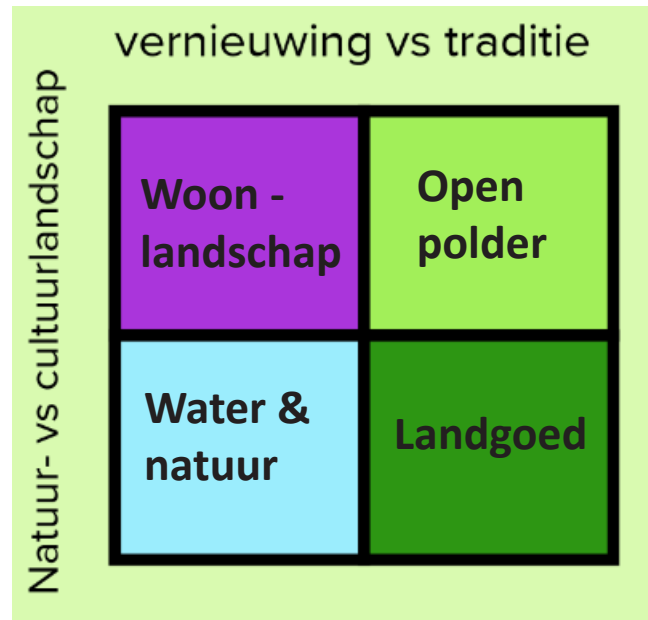 vernieuwing vs traditie
Natuur- vs cultuurlandschap
Woon -
landschap
Open
polder
Water &
natuur
Landgoed